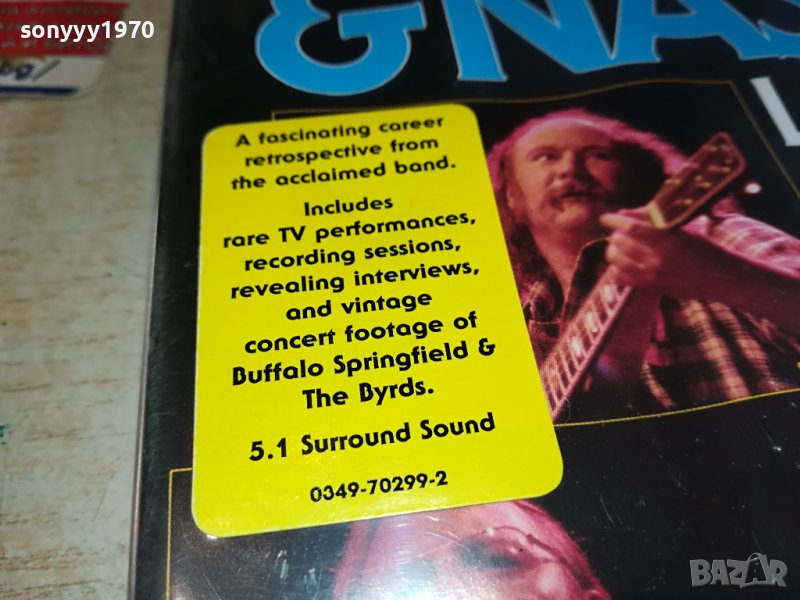 sonyyy1970
&NAS
L
A fascinating career
retrospective from
the acclaimed band.
Includes
rare TV performances,
recording sessions,
revealing interviews,
and vintage
concert footage of
Buffalo Springfield &
The Byrds.
5.1 Surround Sound
0349-70299-2
BAZAR